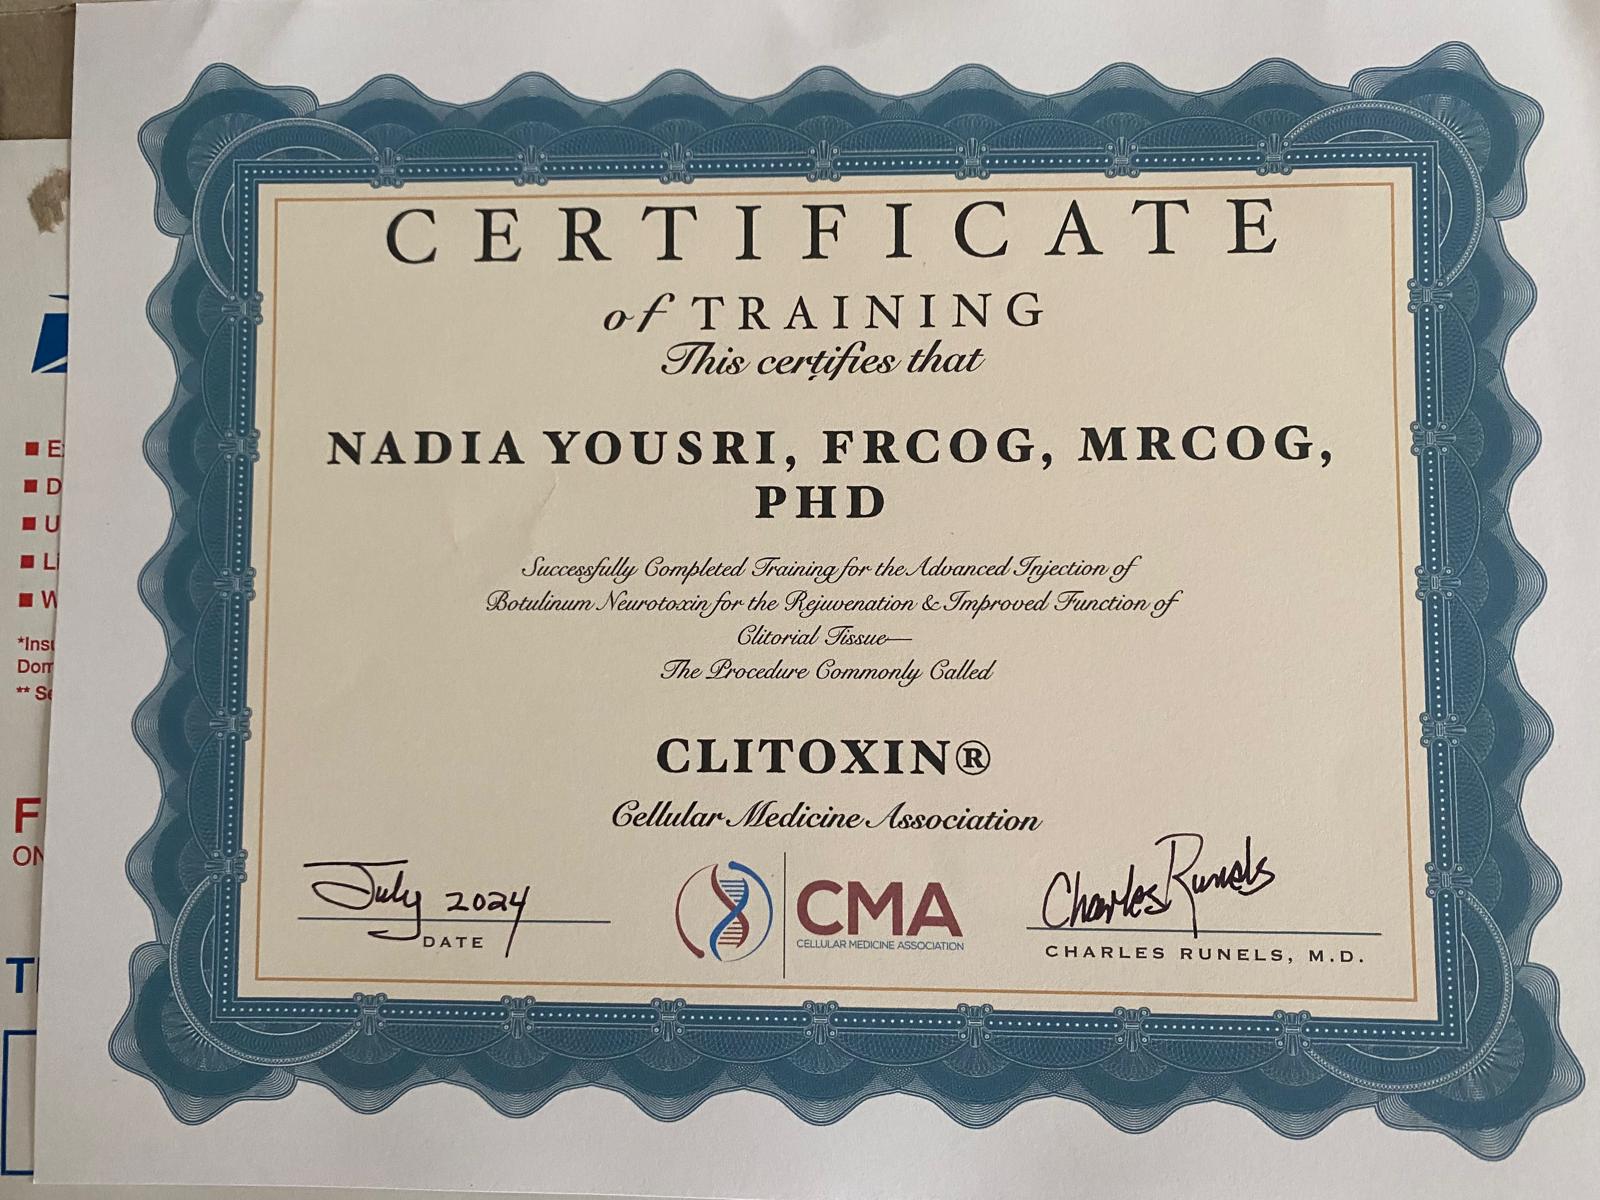 CERTIFICATE
of TRAINING
This certifies that
NADIA YOUSRI, FRCOG, MRCOG,
PHD
Successfully Completed Training for the Advanced Injection of
Botulinum Neurotoxin for the Rejuvenation & Improved Function of
Clitorial Tissue—
The Procedure Commonly Called
CLITOXIN®
Cellular Medicine Association
July 2024
DATE
CMA
CELLULAR MEDICINE ASSOCIATION
Charles Runels
CHARLES RUNELS, M.D.